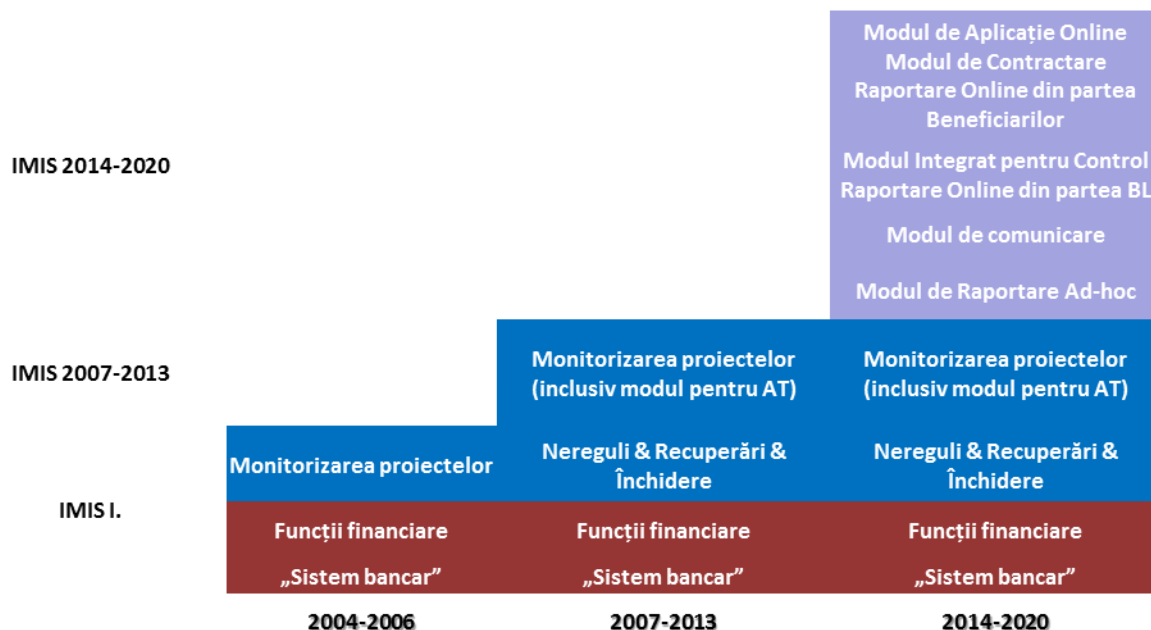 Modul de Aplicație Online
Modul de Contractare
Raportare Online din partea
Beneficiarilor
IMIS 2014-2020
Modul Integrat pentru Control
Raportare Online din partea BL
Modul de comunicare
Modul de Raportare Ad-hoc
IMIS 2007-2013
Monitorizarea proiectelor
(inclusiv modul pentru AT)
Monitorizarea proiectelor
(inclusiv modul pentru AT)
Monitorizarea proiectelor
Nereguli & Recuperări &
Închidere
Nereguli & Recuperări &
Închidere
IMIS I.
Funcții financiare
„Sistem bancar”
Funcții financiare
„Sistem bancar”
Funcții financiare
„Sistem bancar”
2004-2006
2007-2013
2014-2020